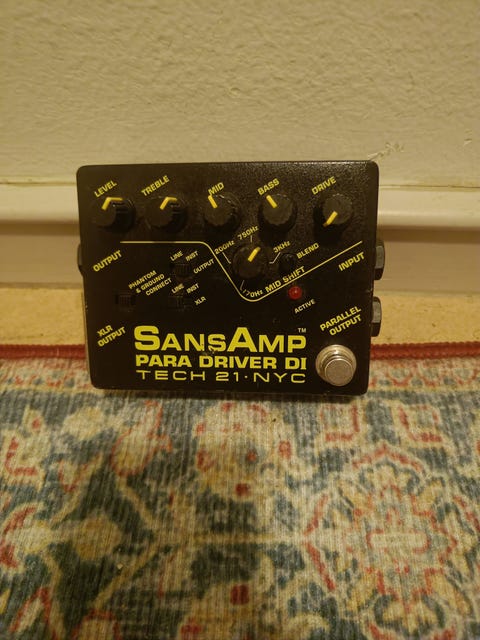 LEVEL TREBLE MID BASS DRIVE
200Hz 750Hz 3KHz
170Hz MID SHIFT
BLEND
OUTPUT
LINE INST
OUTPUT
PHANTOM
& GROUND
CONNECT
LINE INST
XLR
INPUT
ACTIVE
XLR
OUTPUT
PARALLEL
OUTPUT
SANSAMP™
PARA DRIVER DI
TECH 21·NYC